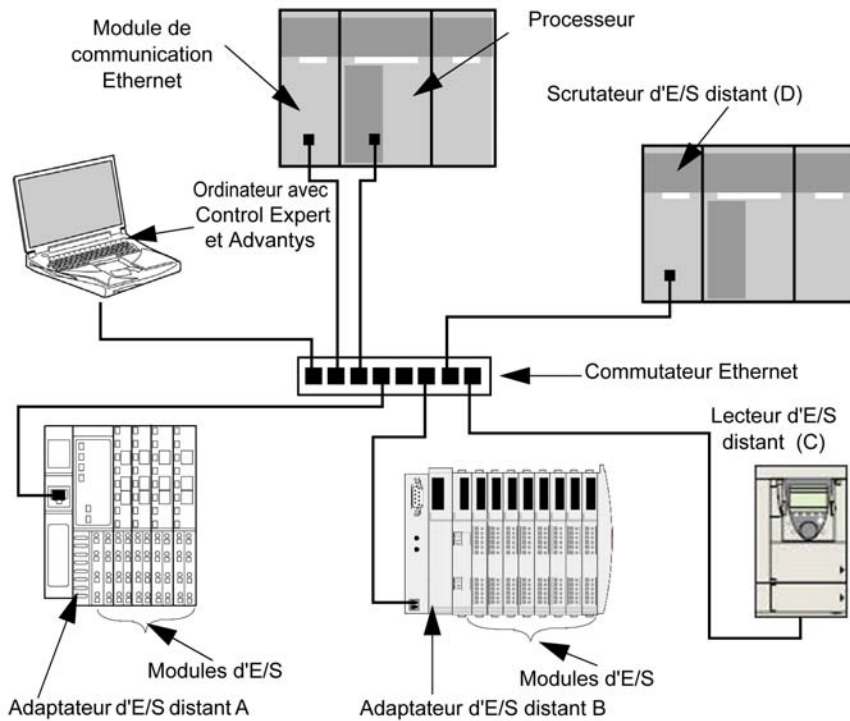 Module de
communication
Ethernet
Processeur
Scrutateur d'E/S distant (D)
Ordinateur avec
Control Expert
et Advantys
Commutateur Ethernet
Lecteur d'E/S
distant (C)
Modules d'E/S
Adaptateur d'E/S distant A
Modules d'E/S
Adaptateur d'E/S distant B